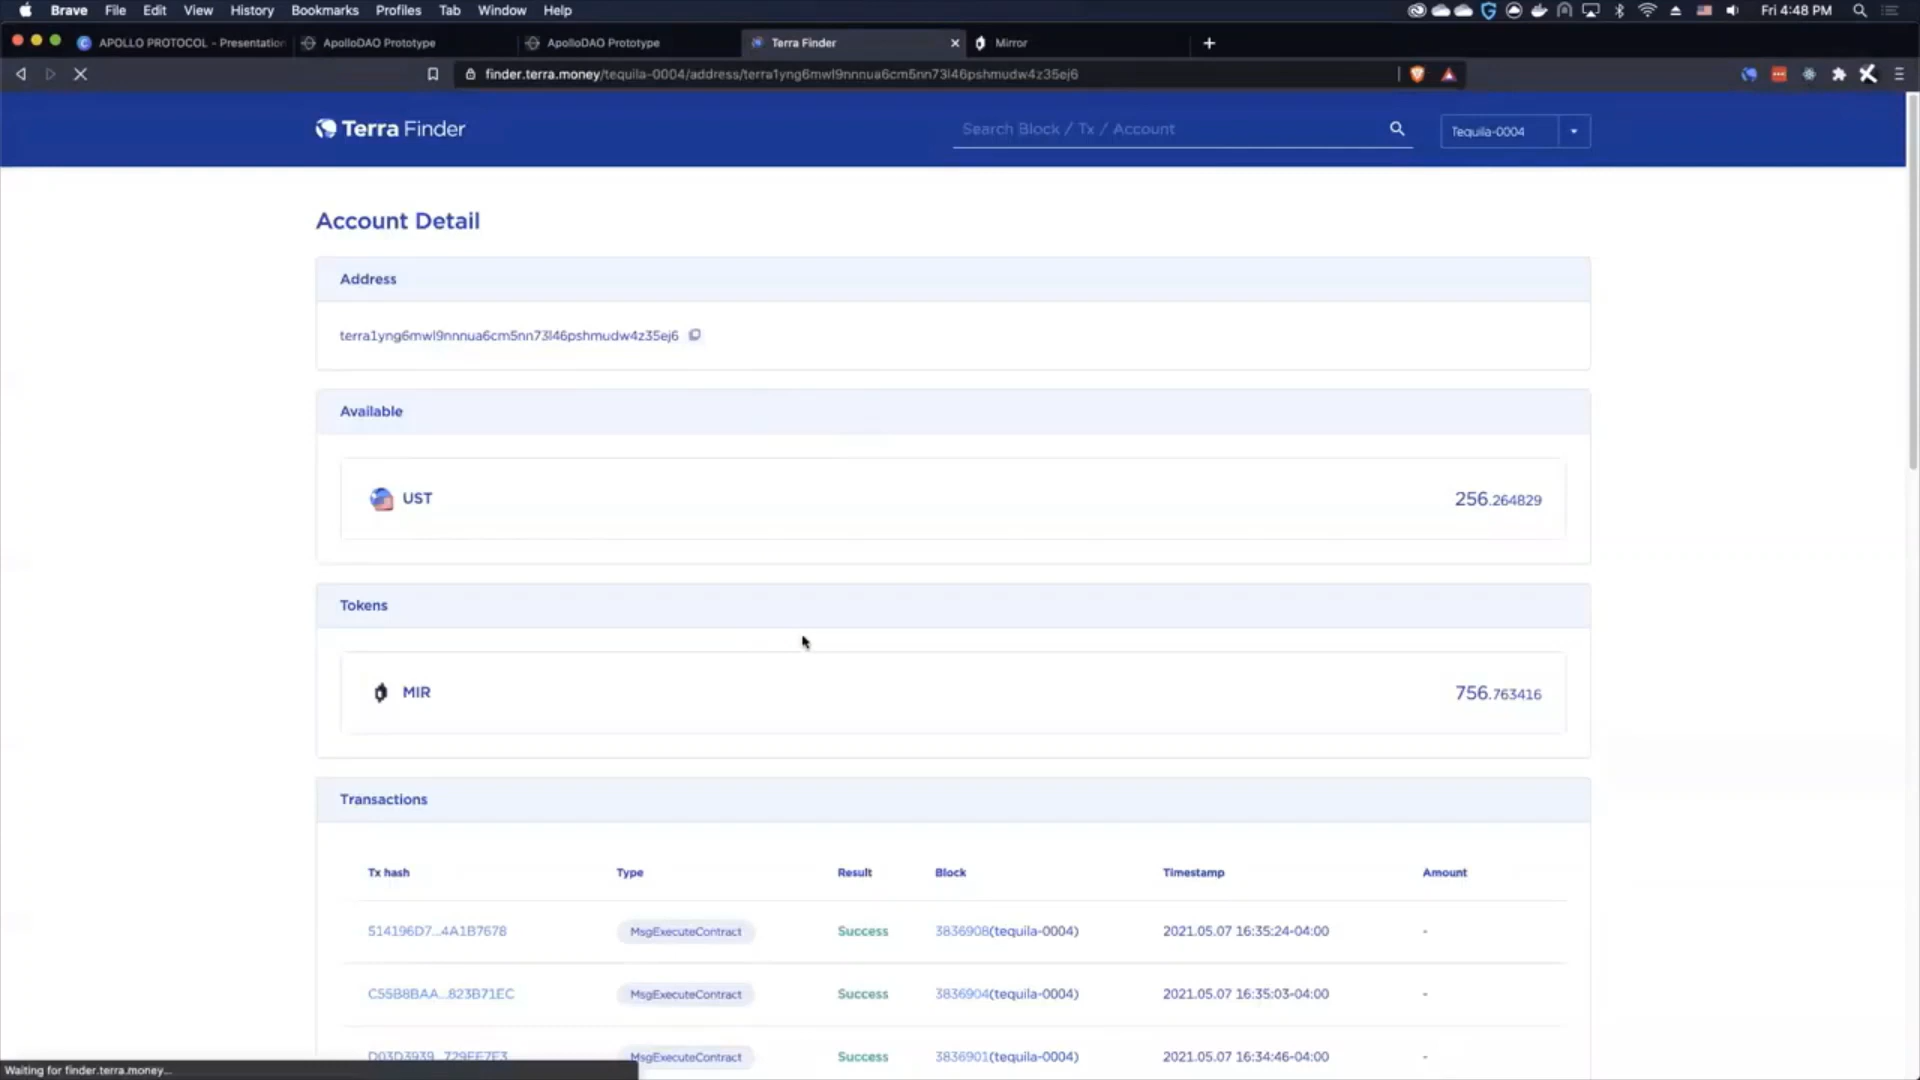 Brave File Edit View History Bookmarks Profiles Tab Window Help Fri 4:48 PM
APOLLO PROTOCOL - Presentation ApolloDAO Prototype ApolloDAO Prototype Terra Finder Mirror
finder.terra.money/tequila-0004/address/terra1yng6mwl9nnnua6cm5nn73l46pshmudw4z35ej6
Terra Finder Search Block / Tx / Account Tequila-0004
Account Detail
Address
terra1yng6mwl9nnnua6cm5nn73l46pshmudw4z35ej6
Available
UST 256.264829
Tokens
MIR 756.763416
Transactions
Tx hash Type Result Block Timestamp Amount
514196D7...4A1B7678 MsgExecuteContract Success 3836908(tequila-0004) 2021.05.07 16:35:24-04:00 -
C55B8BAA...823B71EC MsgExecuteContract Success 3836904(tequila-0004) 2021.05.07 16:35:03-04:00 -
D03D3939...729EE7F3 MsgExecuteContract Success 3836901(tequila-0004) 2021.05.07 16:34:46-04:00 -
Waiting for finder.terra.money...